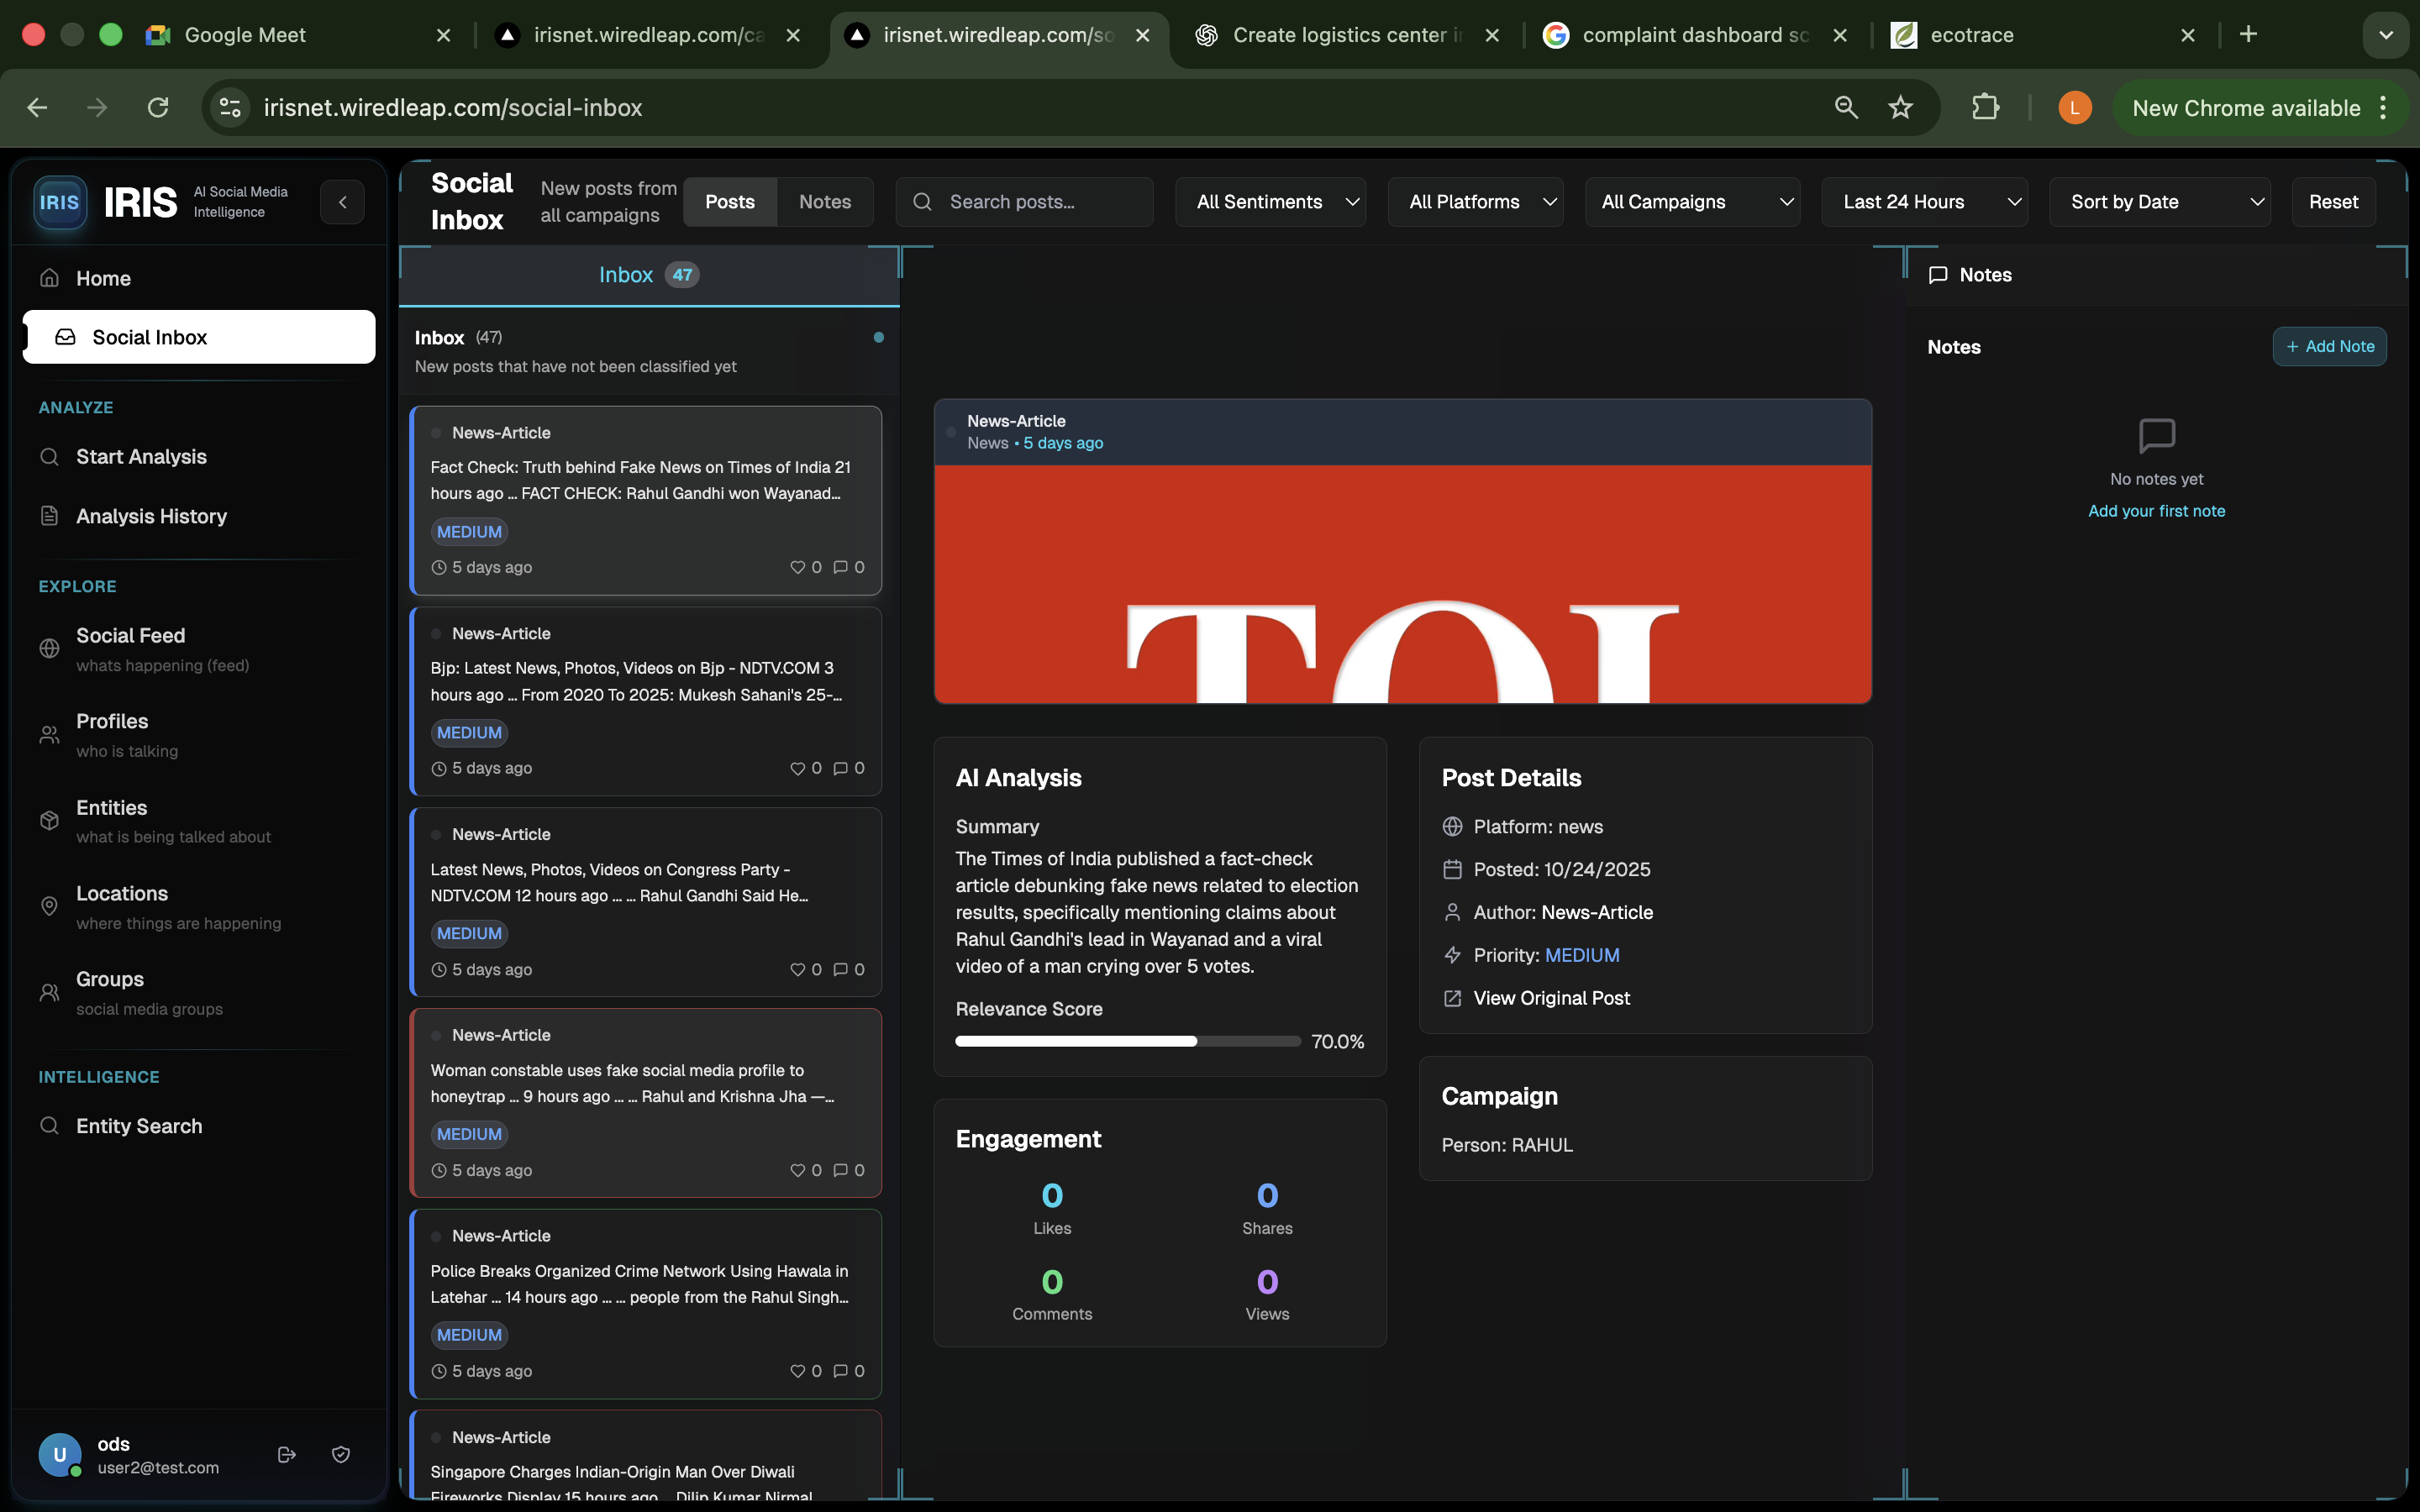 Google Meet
irisnet.wiredleap.com/ca
irisnet.wiredleap.com/so
Create logistics center i
complaint dashboard sc
ecotrace
irisnet.wiredleap.com/social-inbox
L
New Chrome available
IRIS
IRIS
AI Social Media
Intelligence
Home
Social Inbox
ANALYZE
Start Analysis
Analysis History
EXPLORE
Social Feed
whats happening (feed)
Profiles
who is talking
Entities
what is being talked about
Locations
where things are happening
Groups
social media groups
INTELLIGENCE
Entity Search
U
ods
user2@test.com
Social
Inbox
New posts from
all campaigns
Posts
Notes
Search posts...
All Sentiments
All Platforms
All Campaigns
Last 24 Hours
Sort by Date
Reset
Inbox 47
Inbox (47)
New posts that have not been classified yet
News-Article
Fact Check: Truth behind Fake News on Times of India 21
hours ago ... FACT CHECK: Rahul Gandhi won Wayanad...
MEDIUM
5 days ago 0 0
News-Article
Bjp: Latest News, Photos, Videos on Bjp - NDTV.COM 3
hours ago ... From 2020 To 2025: Mukesh Sahani's 25-...
MEDIUM
5 days ago 0 0
News-Article
Latest News, Photos, Videos on Congress Party -
NDTV.COM 12 hours ago ... ... Rahul Gandhi Said He...
MEDIUM
5 days ago 0 0
News-Article
Woman constable uses fake social media profile to
honeytrap ... 9 hours ago ... ... Rahul and Krishna Jha —...
MEDIUM
5 days ago 0 0
News-Article
Police Breaks Organized Crime Network Using Hawala in
Latehar ... 14 hours ago ... ... people from the Rahul Singh...
MEDIUM
5 days ago 0 0
News-Article
Singapore Charges Indian-Origin Man Over Diwali
Fireworks Display 15 hours ago ... Dilip Kumar Nirmal
News-Article
News • 5 days ago
TOI
AI Analysis
Summary
The Times of India published a fact-check
article debunking fake news related to election
results, specifically mentioning claims about
Rahul Gandhi's lead in Wayanad and a viral
video of a man crying over 5 votes.
Relevance Score
70.0%
Engagement
0
Likes
0
Shares
0
Comments
0
Views
Post Details
Platform: news
Posted: 10/24/2025
Author: News-Article
Priority: MEDIUM
View Original Post
Campaign
Person: RAHUL
Notes
Notes
+ Add Note
No notes yet
Add your first note